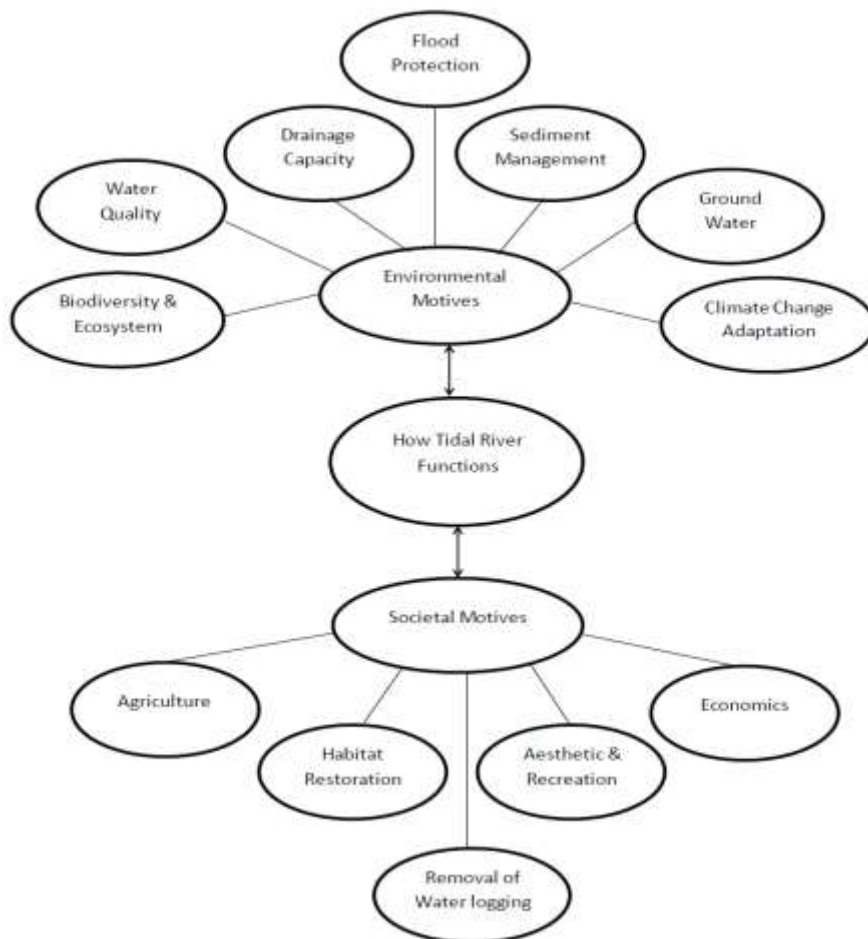 Flood
Protection
Drainage
Capacity
Sediment
Management
Water
Quality
Ground
Water
Environmental
Motives
Biodiversity &
Ecosystem
Climate Change
Adaptation
How Tidal River
Functions
Societal Motives
Agriculture
Economics
Habitat
Restoration
Aesthetic &
Recreation
Removal of
Water logging